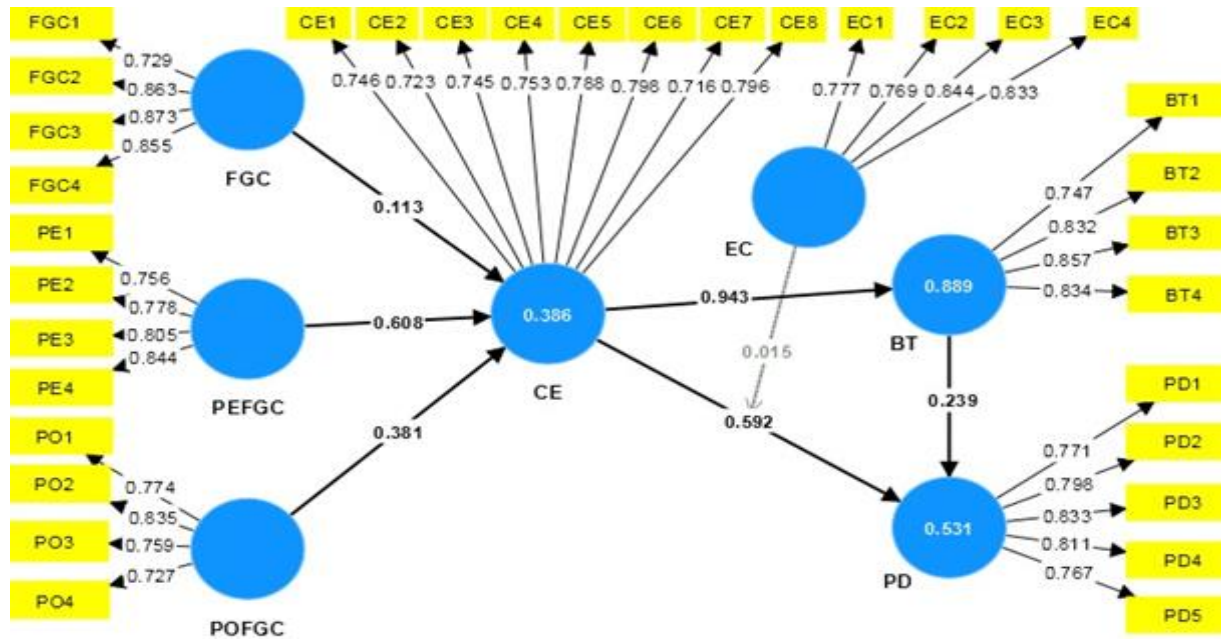 FGC1
FGC2
FGC3
FGC4
0.729
0.863
0.873
0.855
FGC
PE1
PE2
PE3
PE4
0.756
0.778
0.805
0.844
PEFGC
PO1
PO2
PO3
PO4
0.774
0.835
0.759
0.727
POFGC
0.113
0.608
0.381
CE1 CE2 CE3 CE4 CE5 CE6 CE7 CE8
0.746 0.723 0.745 0.753 0.788 0.798 0.716 0.796
0.386
CE
EC1 EC2 EC3 EC4
0.777 0.769 0.844 0.833
EC
0.015
0.943
0.592
BT1
BT2
BT3
BT4
0.747
0.832
0.857
0.834
0.889
BT
0.239
PD1
PD2
PD3
PD4
PD5
0.771
0.798
0.833
0.811
0.767
0.531
PD